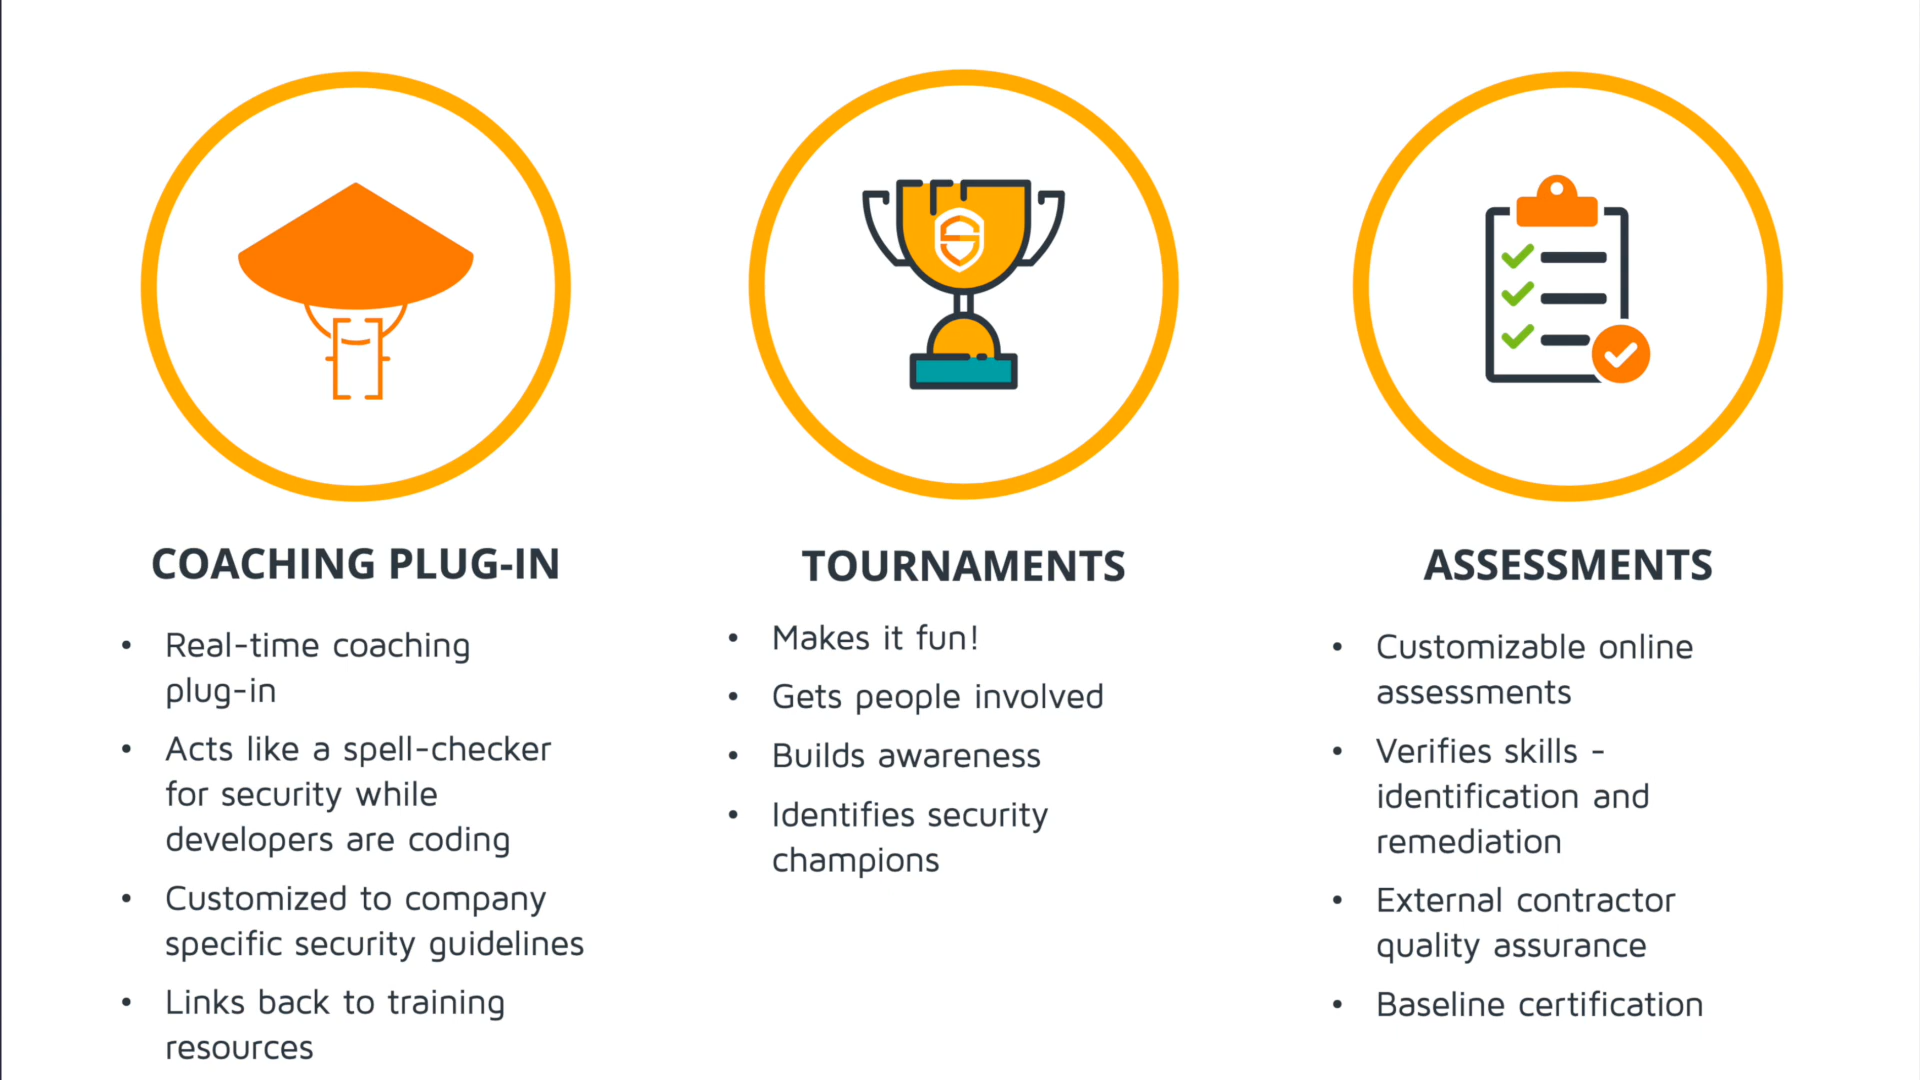 COACHING PLUG-IN
• Real-time coaching
plug-in
• Acts like a spell-checker
for security while
developers are coding
• Customized to company
specific security guidelines
• Links back to training
resources
TOURNAMENTS
• Makes it fun!
• Gets people involved
• Builds awareness
• Identifies security
champions
ASSESSMENTS
• Customizable online
assessments
• Verifies skills -
identification and
remediation
• External contractor
quality assurance
• Baseline certification